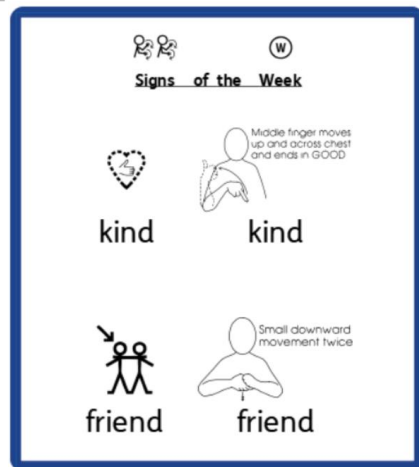 W
Signs of the Week
Middle finger moves
up and across chest
and ends in GOOD
kind kind
Small downward
movement twice
friend friend